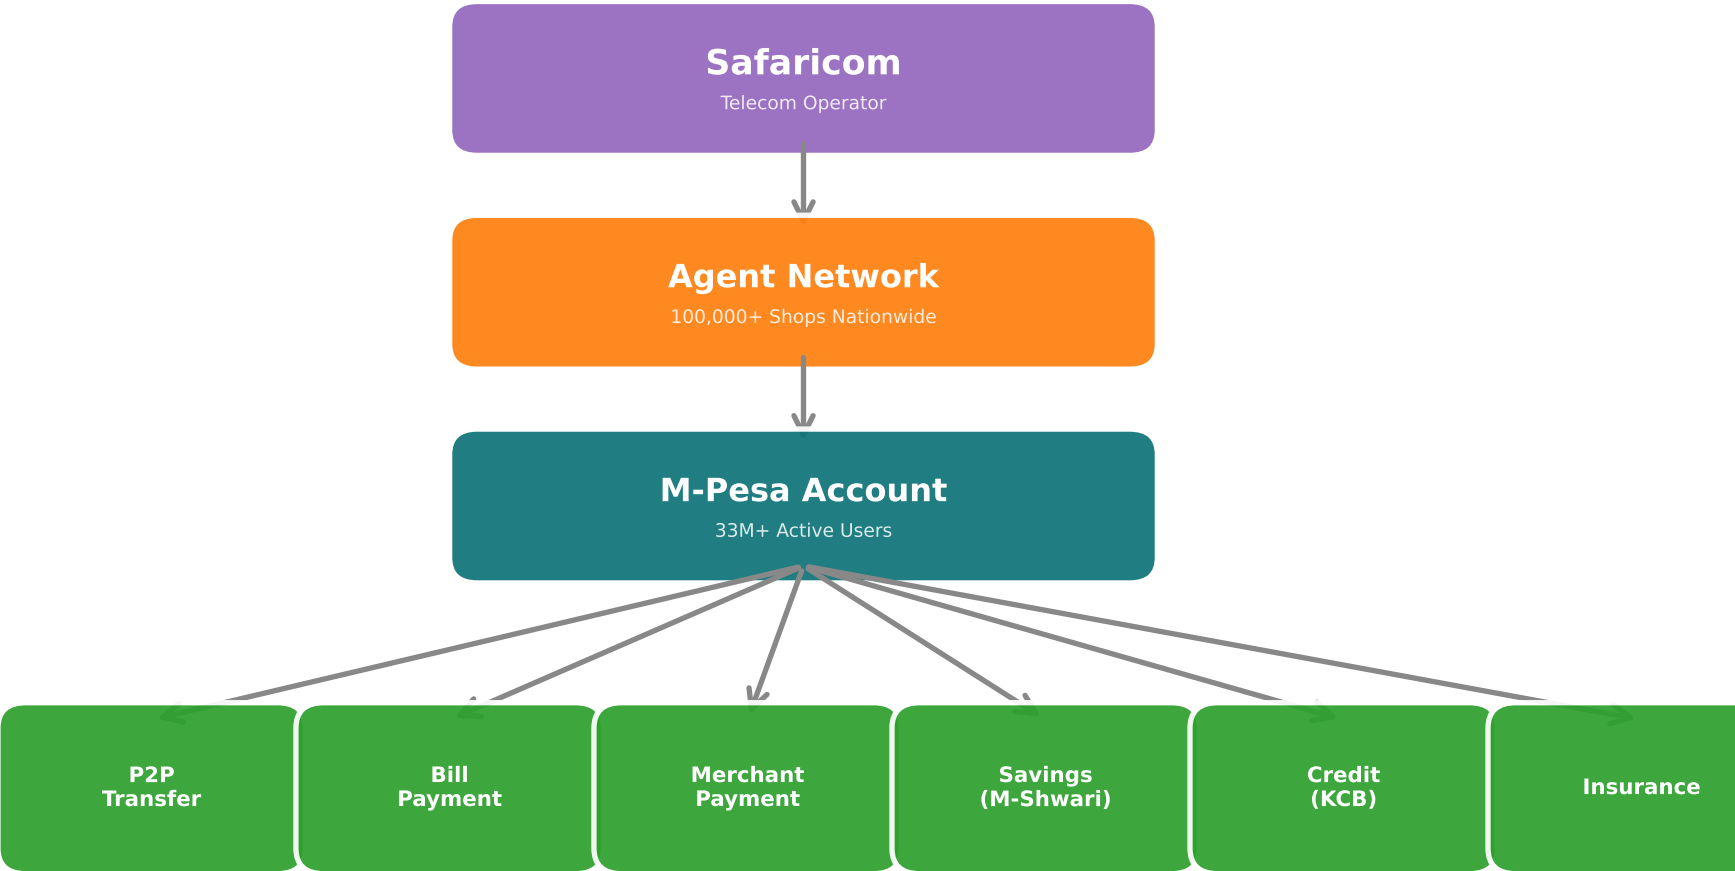 Safaricom
Telecom Operator
Agent Network
100,000+ Shops Nationwide
M-Pesa Account
33M+ Active Users
P2P
Transfer
Bill
Payment
Merchant
Payment
Savings
(M-Shwari)
Credit
(KCB)
Insurance